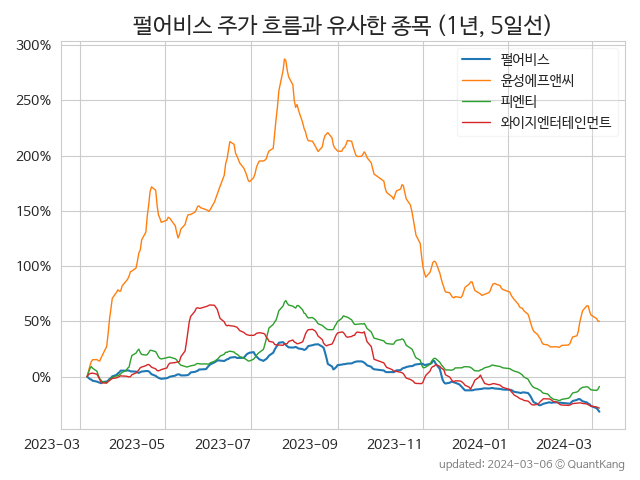 펄어비스 주가 흐름과 유사한 종목 (1년, 5일선)
펄어비스
윤성에프앤씨
피엔티
와이지엔터테인먼트
300%
250%
200%
150%
100%
50%
0%
2023-03 2023-05 2023-07 2023-09 2023-11 2024-01 2024-03
updated: 2024-03-06 © QuantKang